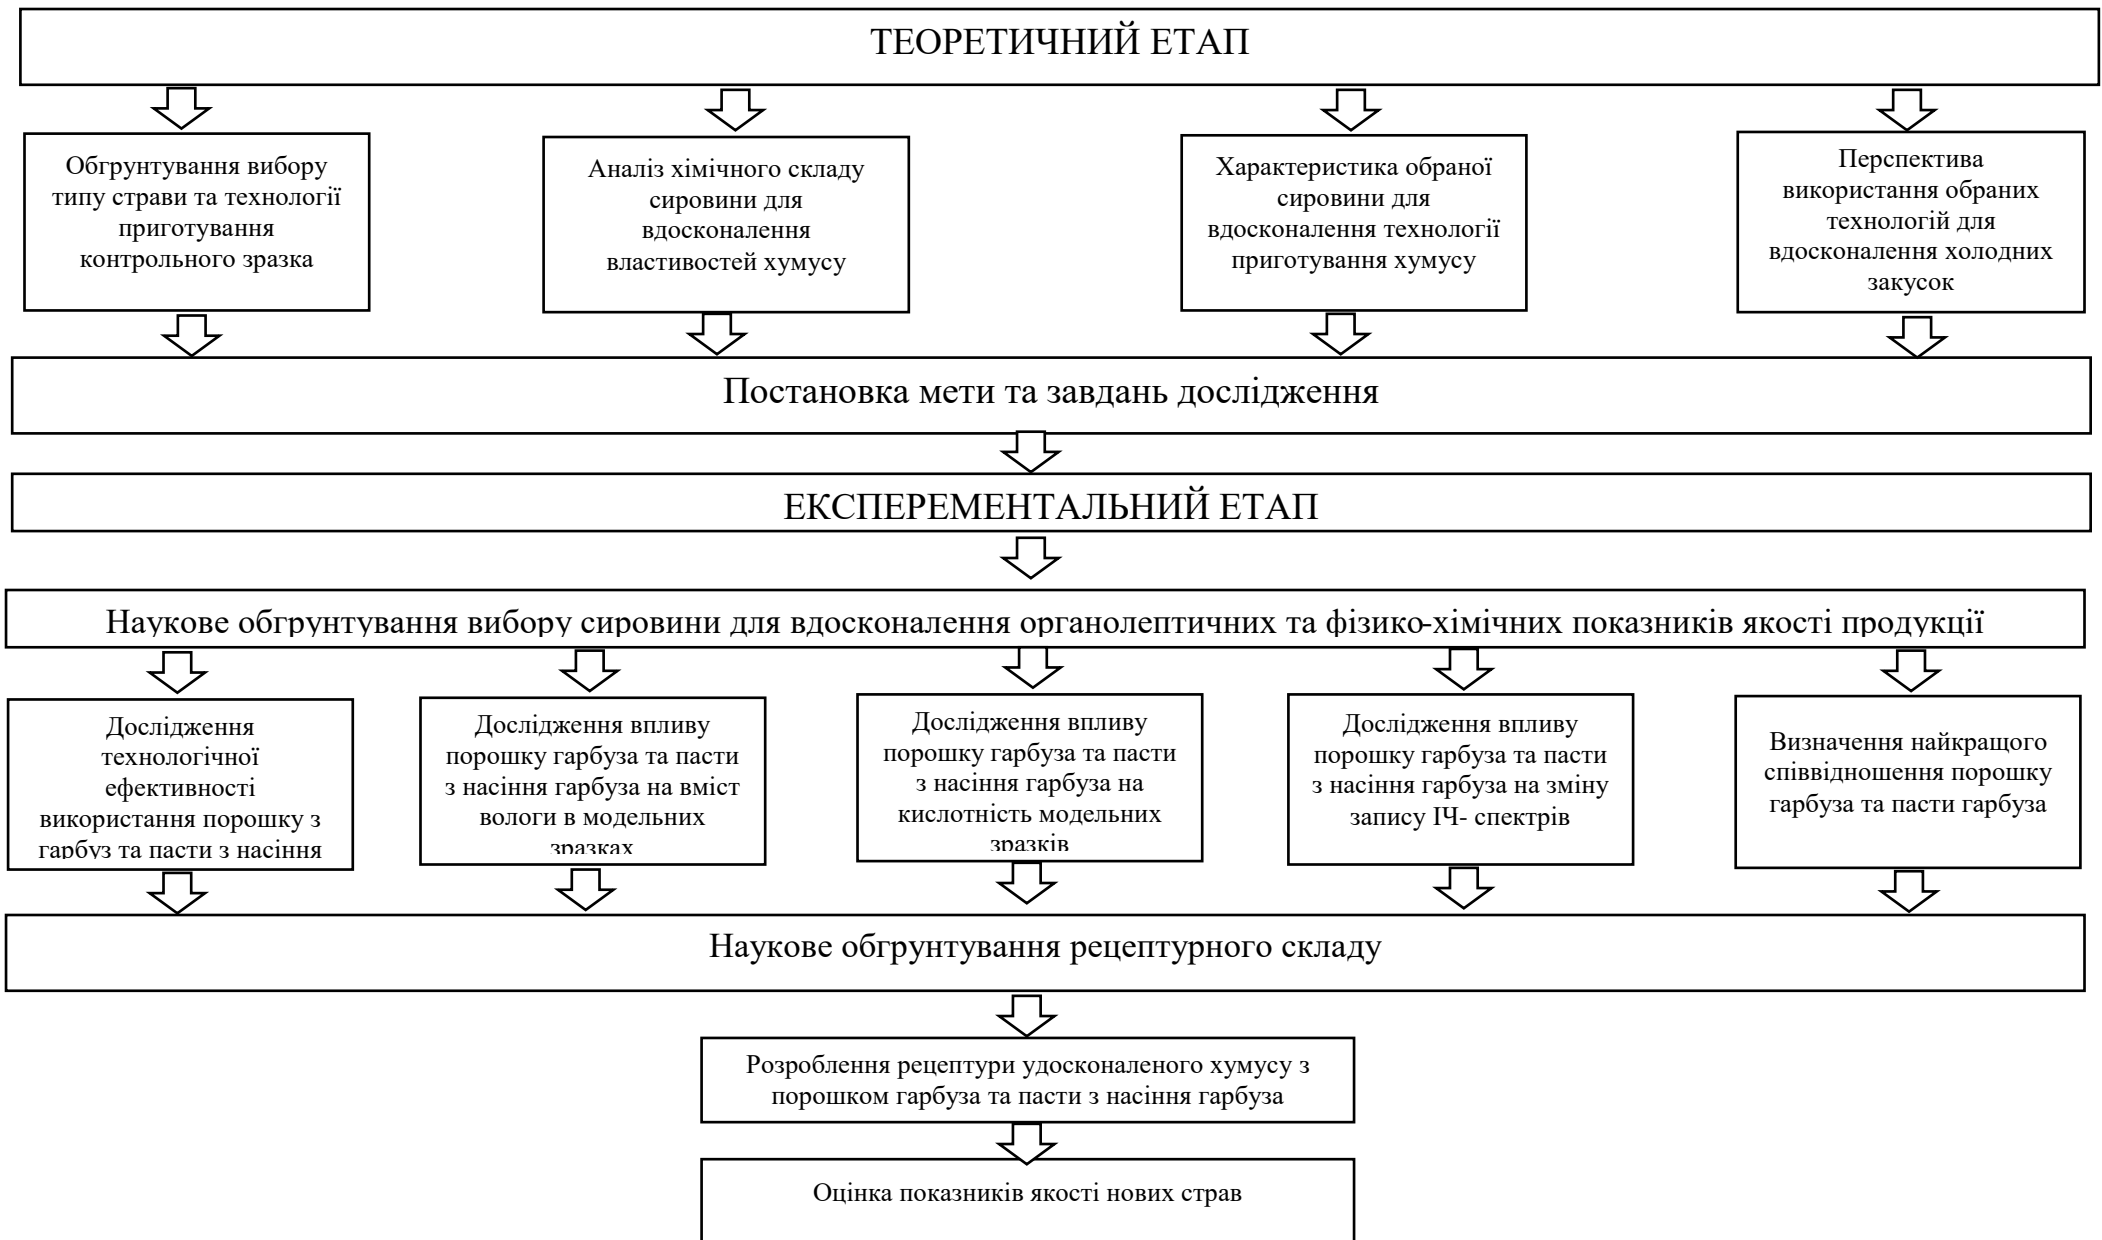 ТЕОРЕТИЧНИЙ ЕТАП
Обгрунтування вибору
типу страви та технології
приготування
контрольного зразка
Аналіз хімічного складу
сировини для
вдосконалення
властивостей хумусу
Характеристика обраної
сировини для
вдосконалення технології
приготування хумусу
Перспектива
використання обраних
технологій для
вдосконалення холодних
закусок
Постановка мети та завдань дослідження
ЕКСПЕРЕМЕНТАЛЬНИЙ ЕТАП
Наукове обгрунтування вибору сировини для вдосконалення органолептичних та фізико-хімічних показників якості продукції
Дослідження
технологічної
ефективності
використання порошку з
гарбуз та пасти з насіння
Дослідження впливу
порошку гарбуза та пасти
з насіння гарбуза на вміст
вологи в модельних
зразках
Дослідження впливу
порошку гарбуза та пасти
з насіння гарбуза на
кислотність модельних
зразків
Дослідження впливу
порошку гарбуза та пасти
з насіння гарбуза на зміну
запису ІЧ- спектрів
Визначення найкращого
співвідношення порошку
гарбуза та пасти гарбуза
Наукове обгрунтування рецептурного складу
Розроблення рецептури удосконаленого хумусу з
порошком гарбуза та пасти з насіння гарбуза
Оцінка показників якості нових страв